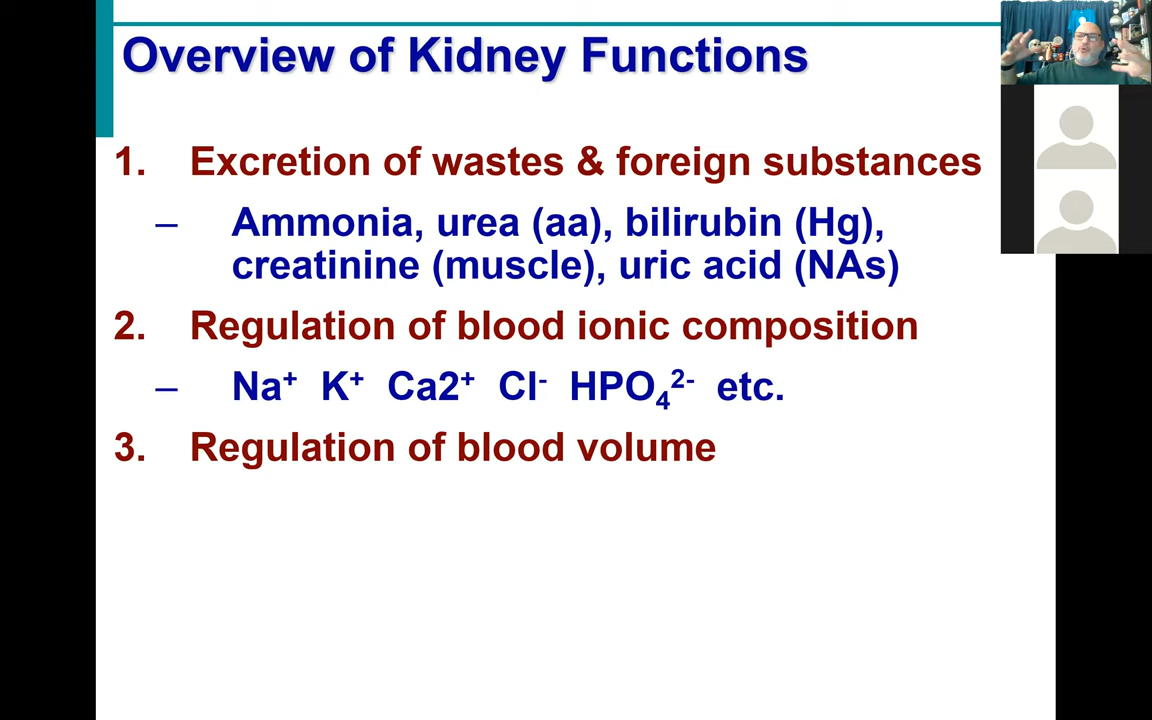 Overview of Kidney Functions
1. Excretion of wastes & foreign substances
– Ammonia, urea (aa), bilirubin (Hg),
creatinine (muscle), uric acid (NAs)
2. Regulation of blood ionic composition
– Na⁺ K⁺ Ca2⁺ Cl⁻ HPO₄²⁻ etc.
3. Regulation of blood volume